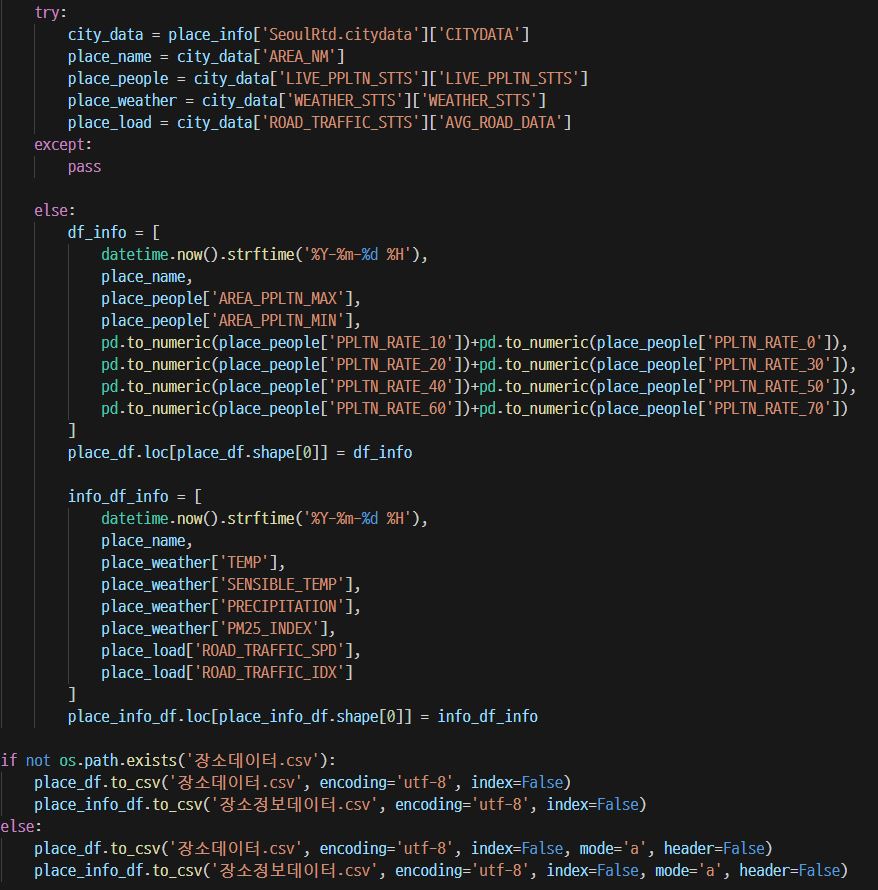 try:
    city_data = place_info['SeoulRtd.citydata']['CITYDATA']
    place_name = city_data['AREA_NM']
    place_people = city_data['LIVE_PPLTN_STTS']['LIVE_PPLTN_STTS']
    place_weather = city_data['WEATHER_STTS']['WEATHER_STTS']
    place_load = city_data['ROAD_TRAFFIC_STTS']['AVG_ROAD_DATA']
except:
    pass
else:
    df_info = [
        datetime.now().strftime('%Y-%m-%d %H'),
        place_name,
        place_people['AREA_PPLTN_MAX'],
        place_people['AREA_PPLTN_MIN'],
        pd.to_numeric(place_people['PPLTN_RATE_10'])+pd.to_numeric(place_people['PPLTN_RATE_0']),
        pd.to_numeric(place_people['PPLTN_RATE_20'])+pd.to_numeric(place_people['PPLTN_RATE_30']),
        pd.to_numeric(place_people['PPLTN_RATE_40'])+pd.to_numeric(place_people['PPLTN_RATE_50']),
        pd.to_numeric(place_people['PPLTN_RATE_60'])+pd.to_numeric(place_people['PPLTN_RATE_70'])
    ]
    place_df.loc[place_df.shape[0]] = df_info
    info_df_info = [
        datetime.now().strftime('%Y-%m-%d %H'),
        place_name,
        place_weather['TEMP'],
        place_weather['SENSIBLE_TEMP'],
        place_weather['PRECIPITATION'],
        place_weather['PM25_INDEX'],
        place_load['ROAD_TRAFFIC_SPD'],
        place_load['ROAD_TRAFFIC_IDX']
    ]
    place_info_df.loc[place_info_df.shape[0]] = info_df_info
if not os.path.exists('장소데이터.csv'):
    place_df.to_csv('장소데이터.csv', encoding='utf-8', index=False)
    place_info_df.to_csv('장소정보데이터.csv', encoding='utf-8', index=False)
else:
    place_df.to_csv('장소데이터.csv', encoding='utf-8', index=False, mode='a', header=False)
    place_info_df.to_csv('장소정보데이터.csv', encoding='utf-8', index=False, mode='a', header=False)